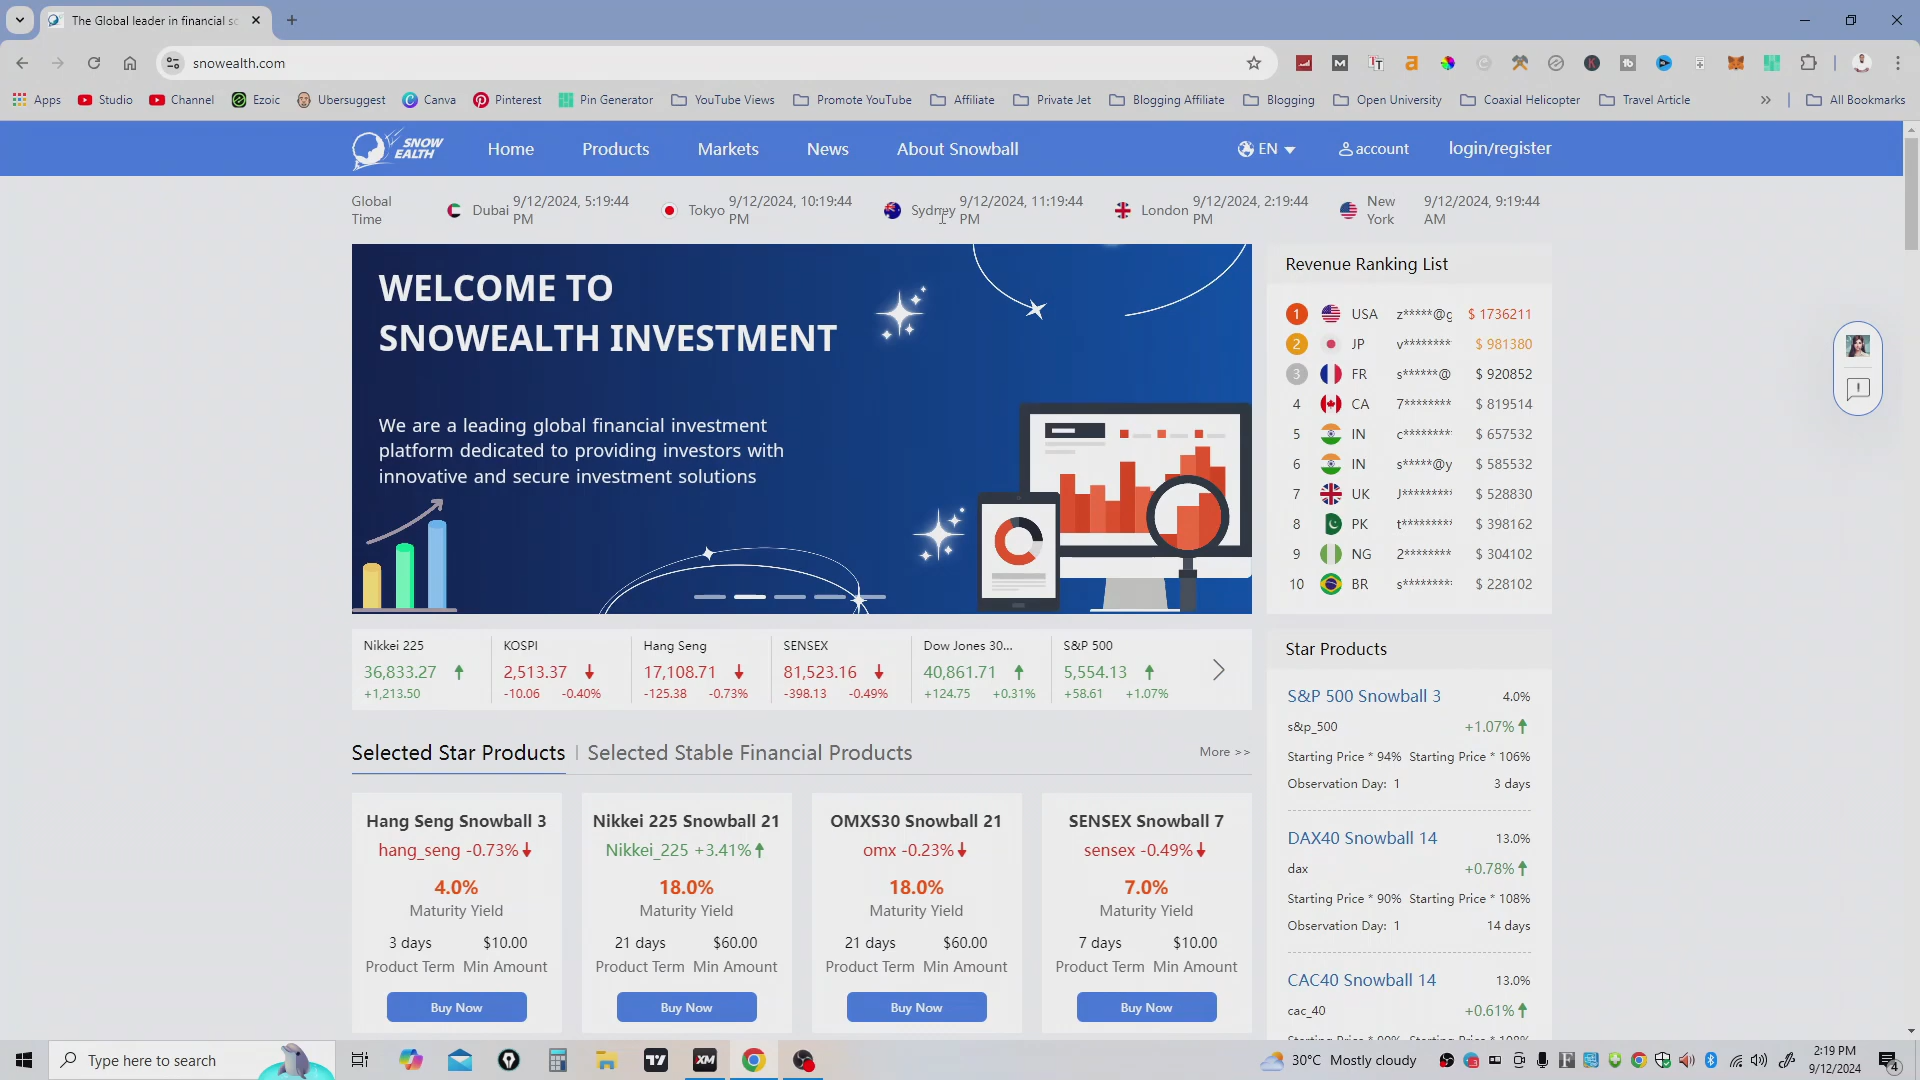 The Global leader in financial sc
snowealth.com
Apps
Studio
Channel
Ezoic
Ubersuggest
Canva
Pinterest
Pin Generator
YouTube Views
Promote YouTube
Affiliate
Private Jet
Blogging Affiliate
Blogging
Open University
Coaxial Helicopter
Travel Article
All Bookmarks
SNOW
EALTH
Home
Products
Markets
News
About Snowball
EN
account
login/register
Global
Time
Dubai
9/12/2024, 5:19:44
PM
Tokyo
9/12/2024, 10:19:44
PM
Sydney
9/12/2024, 11:19:44
PM
London
9/12/2024, 2:19:44
PM
New
York
9/12/2024, 9:19:44
AM
WELCOME TO
SNOWEALTH INVESTMENT
We are a leading global financial investment
platform dedicated to providing investors with
innovative and secure investment solutions
Revenue Ranking List
1 USA z*****@g $ 1736211
2 JP v******** $ 981380
3 FR s******@ $ 920852
4 CA 7******** $ 819514
5 IN c******** $ 657532
6 IN s*****@y $ 585532
7 UK J******** $ 528830
8 PK t********* $ 398162
9 NG 2******** $ 304102
10 BR s******** $ 228102
Nikkei 225
36,833.27
+1,213.50
KOSPI
2,513.37
-10.06 -0.40%
Hang Seng
17,108.71
-125.38 -0.73%
SENSEX
81,523.16
-398.13 -0.49%
Dow Jones 30...
40,861.71
+124.75 +0.31%
S&P 500
5,554.13
+58.61 +1.07%
Selected Star Products | Selected Stable Financial Products
More >>
Hang Seng Snowball 3
hang_seng -0.73%
4.0%
Maturity Yield
3 days $10.00
Product Term Min Amount
Buy Now
Nikkei 225 Snowball 21
Nikkei_225 +3.41%
18.0%
Maturity Yield
21 days $60.00
Product Term Min Amount
Buy Now
OMXS30 Snowball 21
omx -0.23%
18.0%
Maturity Yield
21 days $60.00
Product Term Min Amount
Buy Now
SENSEX Snowball 7
sensex -0.49%
7.0%
Maturity Yield
7 days $10.00
Product Term Min Amount
Buy Now
Star Products
S&P 500 Snowball 3 4.0%
s&p_500 +1.07%
Starting Price * 94% Starting Price * 106%
Observation Day: 1 3 days
DAX40 Snowball 14 13.0%
dax +0.78%
Starting Price * 90% Starting Price * 108%
Observation Day: 1 14 days
CAC40 Snowball 14 13.0%
cac_40 +0.61%
Type here to search
XM
30°C Mostly cloudy
2:19 PM
9/12/2024
4